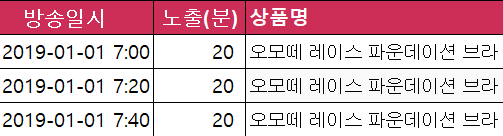 방송일시 노출(분) 상품명
2019-01-01 7:00 20 오모떼 레이스 파운데이션 브라
2019-01-01 7:20 20 오모떼 레이스 파운데이션 브라
2019-01-01 7:40 20 오모떼 레이스 파운데이션 브라